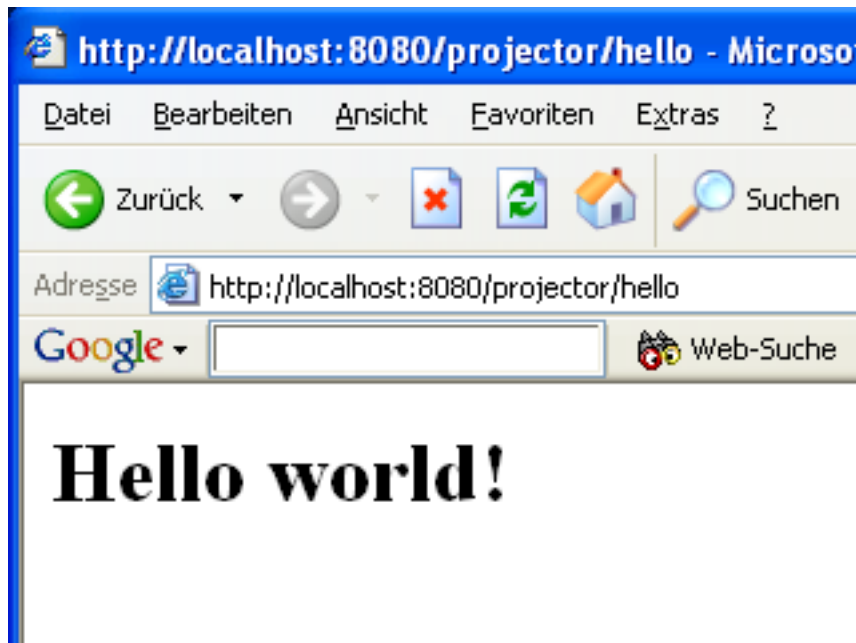 http://localhost:8080/projector/hello - Microso
Datei Bearbeiten Ansicht Favoriten Extras ?
Zurück Suchen
Adresse http://localhost:8080/projector/hello
Google Web-Suche
Hello world!